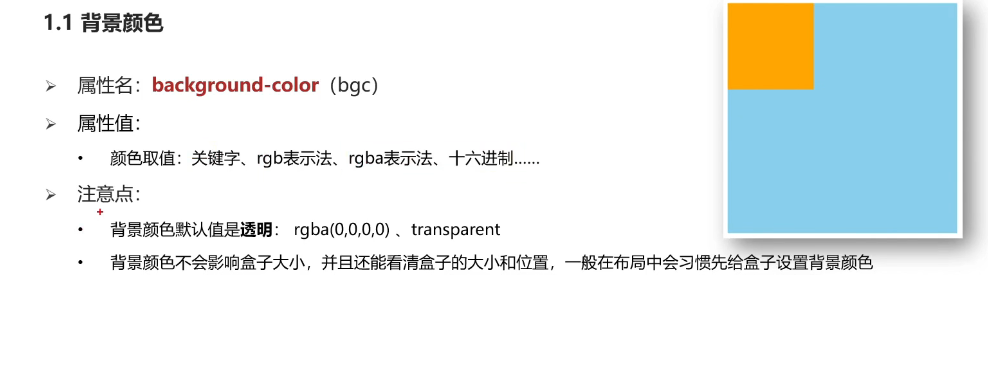 1.1 背景颜色
属性名：background-color（bgc）
属性值：
颜色取值：关键字、rgb表示法、rgba表示法、十六进制……
注意点：
背景颜色默认值是透明： rgba(0,0,0,0) 、transparent
背景颜色不会影响盒子大小，并且还能看清盒子的大小和位置，一般在布局中会习惯先给盒子设置背景颜色